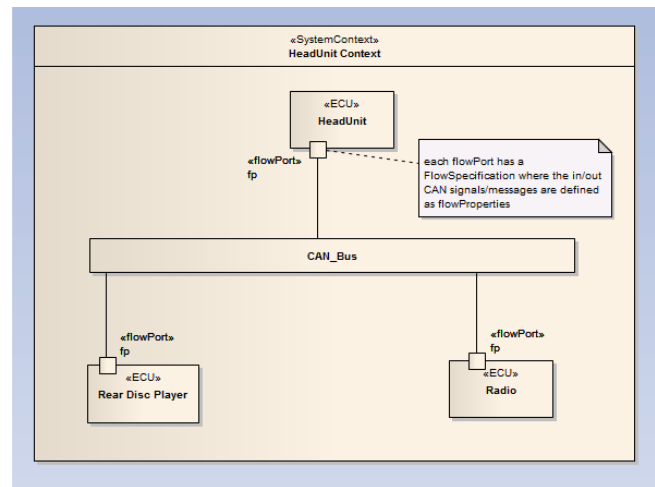 «SystemContext»
HeadUnit Context
«ECU»
HeadUnit
«flowPort»
fp
each flowPort has a
FlowSpecification where the in/out
CAN signals/messages are defined
as flowProperties
CAN_Bus
«flowPort»
fp
«ECU»
Rear Disc Player
«flowPort»
fp
«ECU»
Radio